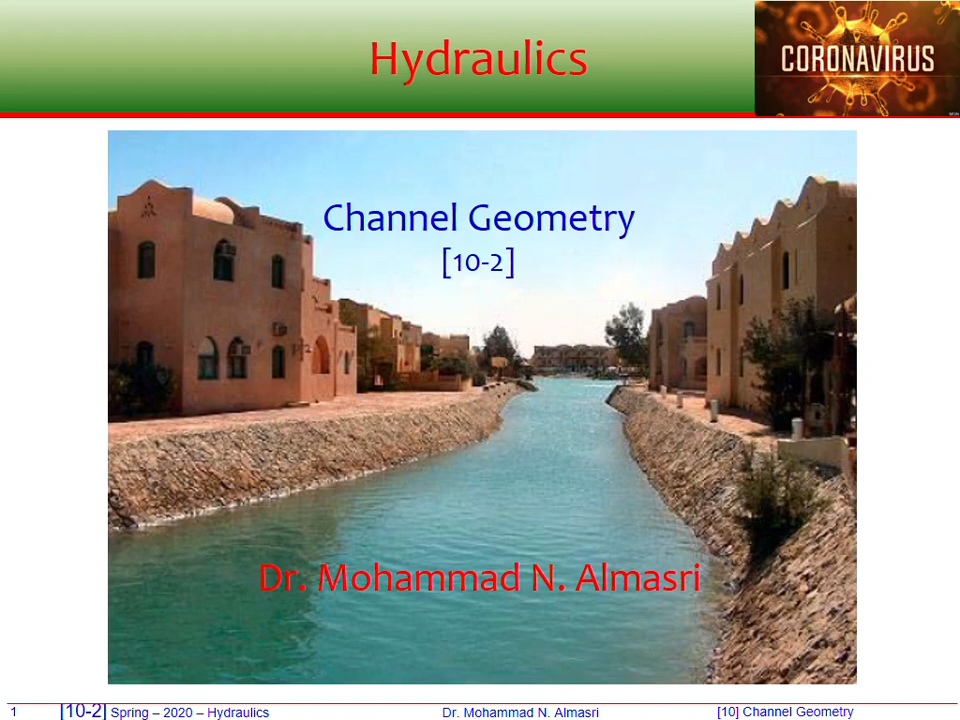 Hydraulics
CORONAVIRUS
Channel Geometry
[10-2]
Dr. Mohammad N. Almasri
1 [10-2] Spring – 2020 – Hydraulics Dr. Mohammad N. Almasri [10] Channel Geometry